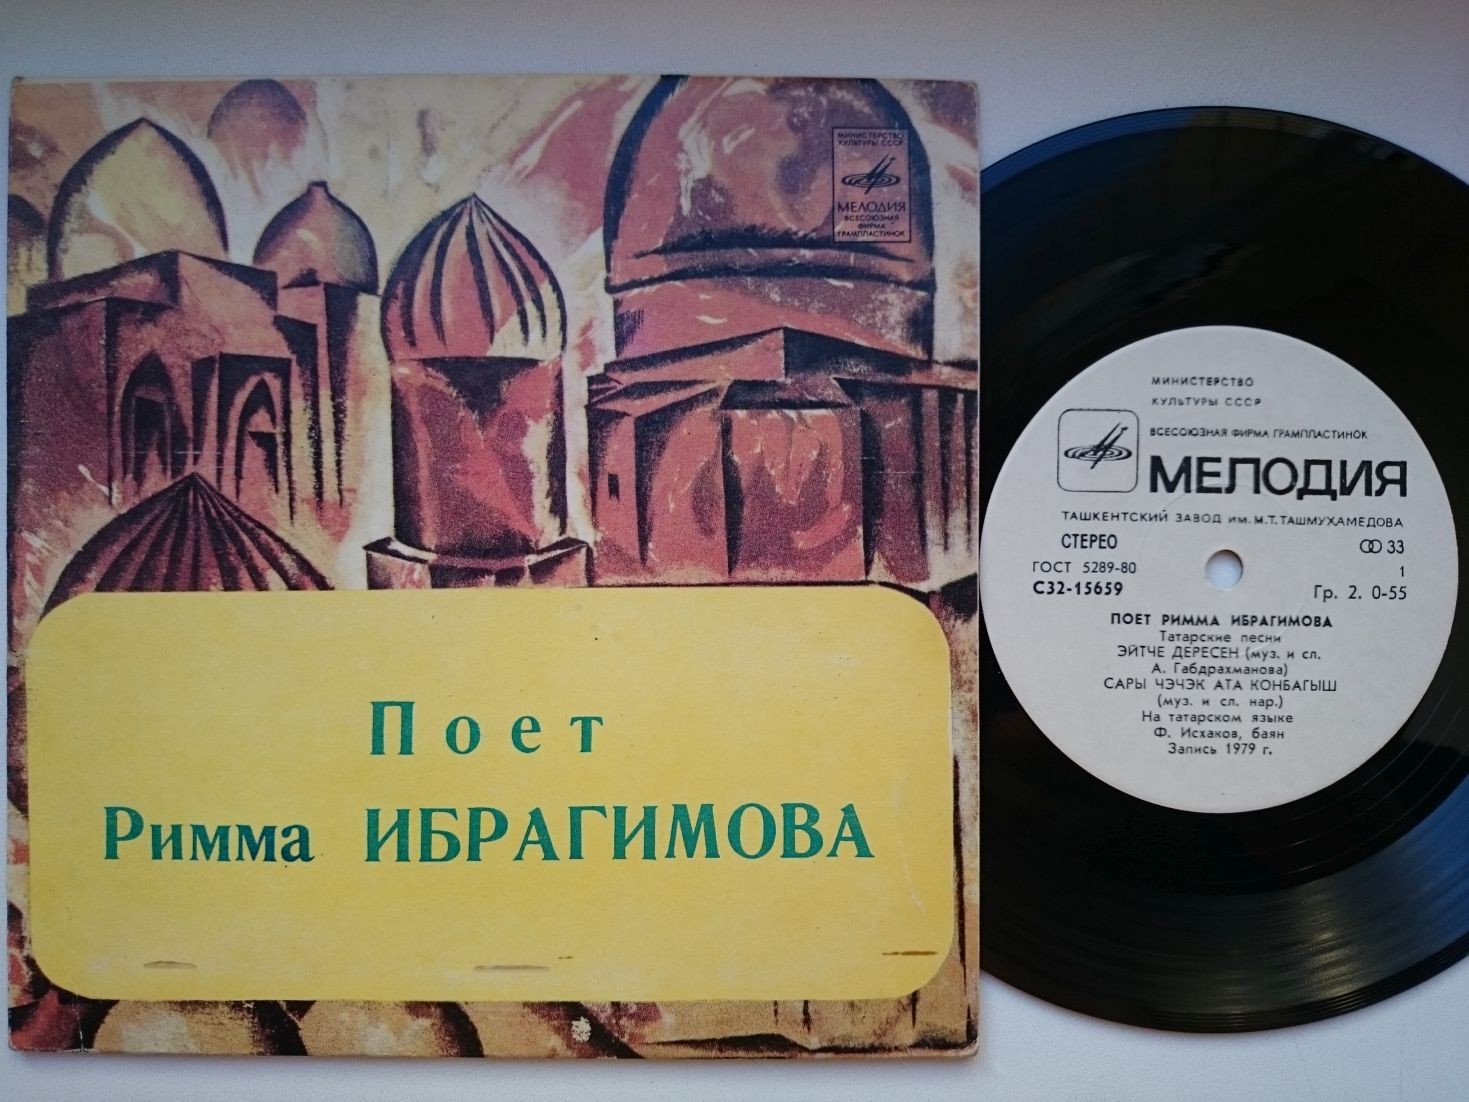 МИНИСТЕРСТВО
КУЛЬТУРЫ СССР
МЕЛОДИЯ
ВСЕСОЮЗНАЯ
ФИРМА
ГРАМПЛАСТИНОК
Поет
Римма ИБРАГИМОВА
МИНИСТЕРСТВО
КУЛЬТУРЫ СССР
ВСЕСОЮЗНАЯ ФИРМА ГРАМПЛАСТИНОК
МЕЛОДИЯ
ТАШКЕНТСКИЙ ЗАВОД ИМ. М.Т. ТАШМУХАМЕДОВА
СТЕРЕО 33
ГОСТ 5289-80 1
С32-15659 Гр. 2. 0-55
ПОЕТ РИММА ИБРАГИМОВА
Татарские песни
ЭЙТЧЕ ДЕРЕСЕН (муз. и сл.
А. Габдрахманова)
САРЫ ЧЭЧЭК АТА КОНБАГЫШ
(муз. и сл. нар.)
На татарском языке
Ф. Исхаков, баян
Запись 1979 г.